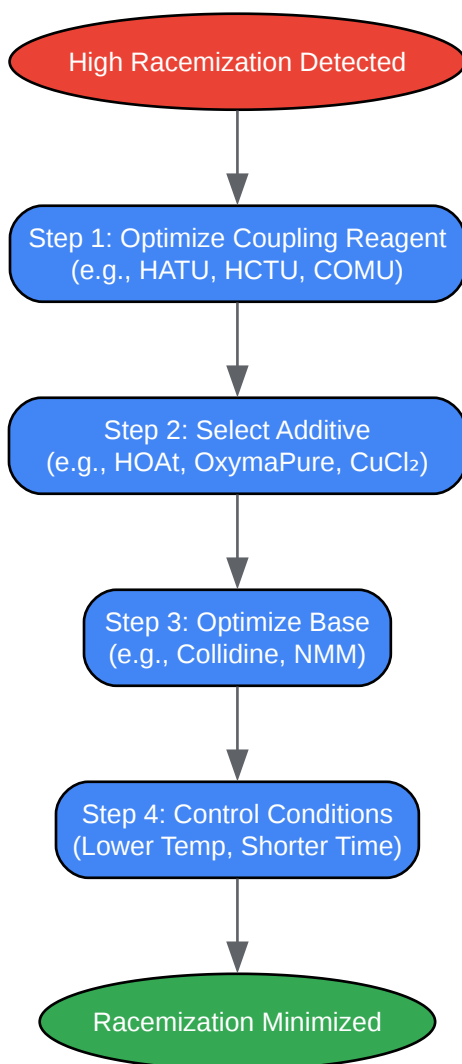 High Racemization Detected
Step 1: Optimize Coupling Reagent
(e.g., HATU, HCTU, COMU)
Step 2: Select Additive
(e.g., HOAt, OxymaPure, CuCl₂)
Step 3: Optimize Base
(e.g., Collidine, NMM)
Step 4: Control Conditions
(Lower Temp, Shorter Time)
Racemization Minimized